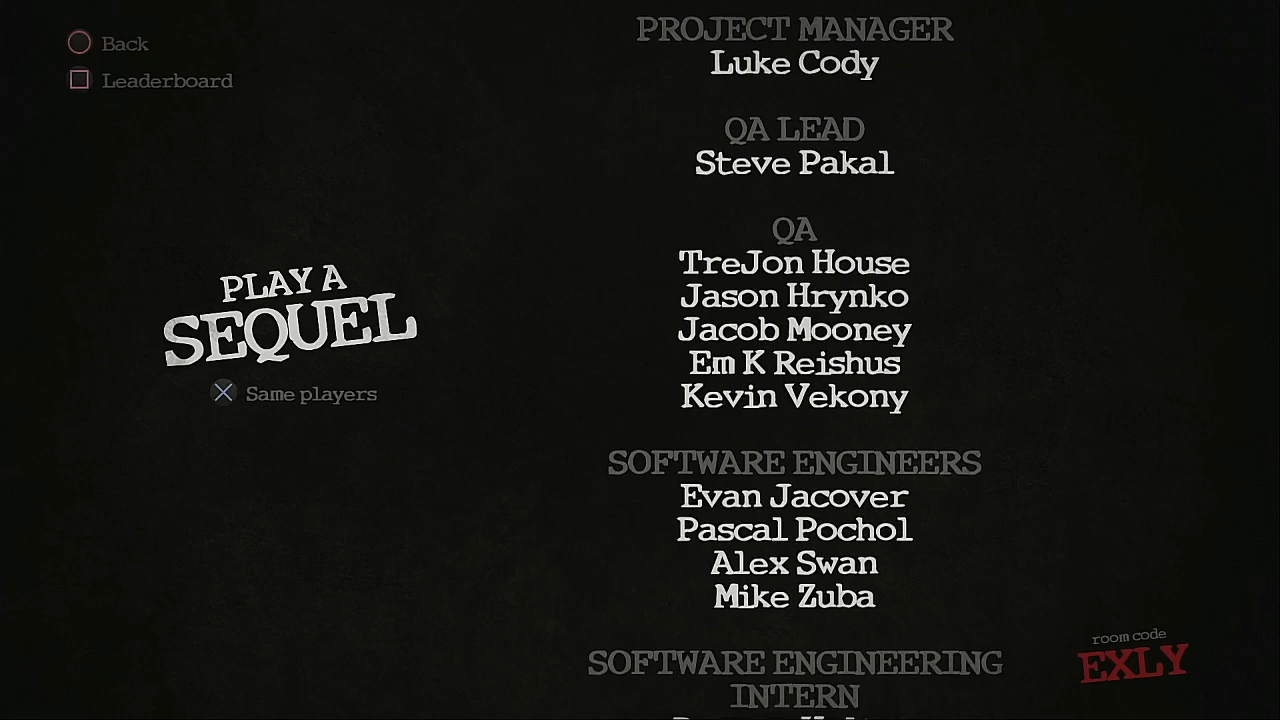 Back
Leaderboard
PLAY A
SEQUEL
Same players
PROJECT MANAGER
Luke Cody
QA LEAD
Steve Pakal
QA
TreJon House
Jason Hrynko
Jacob Mooney
Em K Reishus
Kevin Vekony
SOFTWARE ENGINEERS
Evan Jacover
Pascal Pochol
Alex Swan
Mike Zuba
SOFTWARE ENGINEERING
INTERN
room code
EXLY